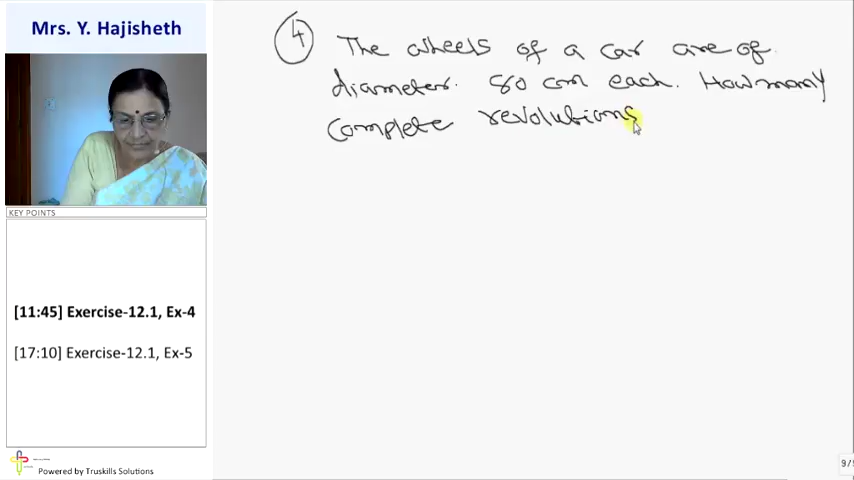 Mrs. Y. Hajisheth
KEY POINTS
[11:45] Exercise-12.1, Ex-4
[17:10] Exercise-12.1, Ex-5
Powered by Truskills Solutions
4
The wheels of a car are of
diameter. 80 cm each. How many
complete revolutions
9/